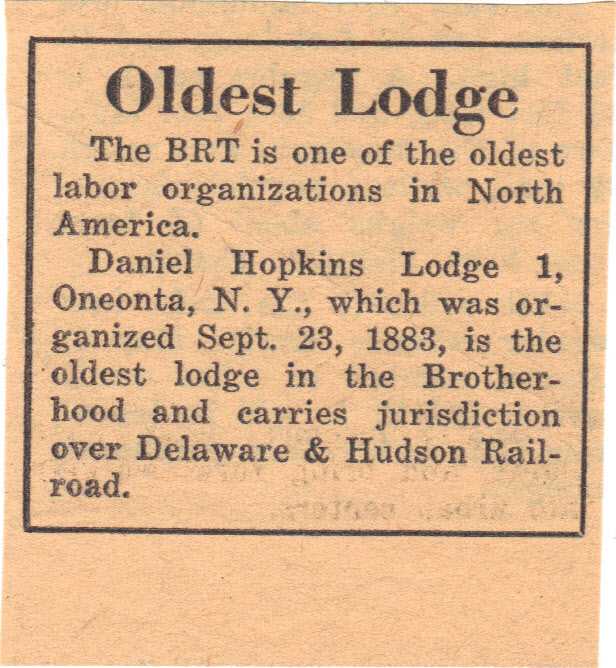 Oldest Lodge
The BRT is one of the oldest
labor organizations in North
America.
Daniel Hopkins Lodge 1,
Oneonta, N. Y., which was or-
ganized Sept. 23, 1883, is the
oldest lodge in the Brother-
hood and carries jurisdiction
over Delaware & Hudson Rail-
road.